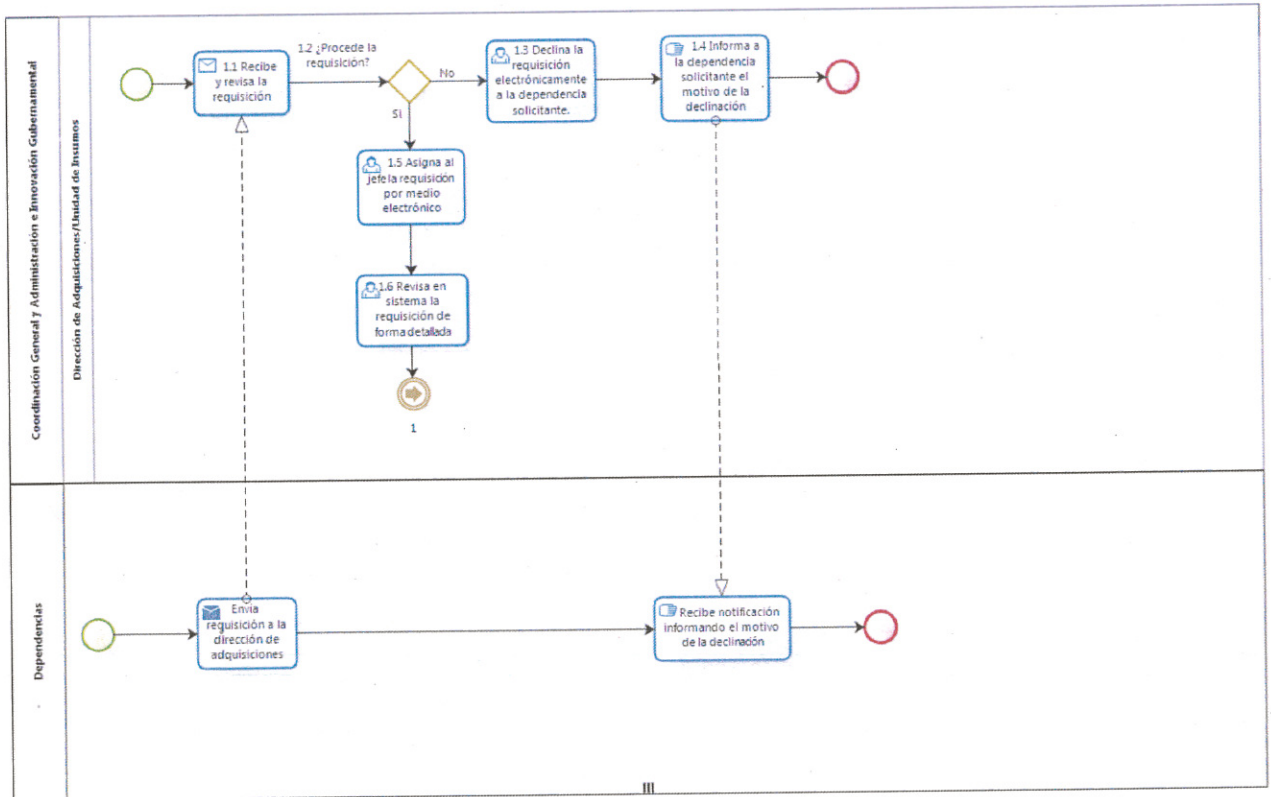 Coordinación General y Administración e Innovación Gubernamental
Dirección de Adquisiciones/Unidad de Insumos
1.1 Recibe
y revisa la
requisición
1.2 ¿Procede la
requisición?
No
Si
1.3 Declina la
requisición
electrónicamente
a la dependencia
solicitante.
1.4 Informa a
la dependencia
solicitante el
motivo de la
declinación
1.5 Asigna al
jefe la requisición
por medio
electrónico
1.6 Revisa en
sistema la
requisición de
forma detallada
1
Dependencias
Envia
requisición a la
dirección de
adquisiciones
Recibe notificación
informando el motivo
de la declinación